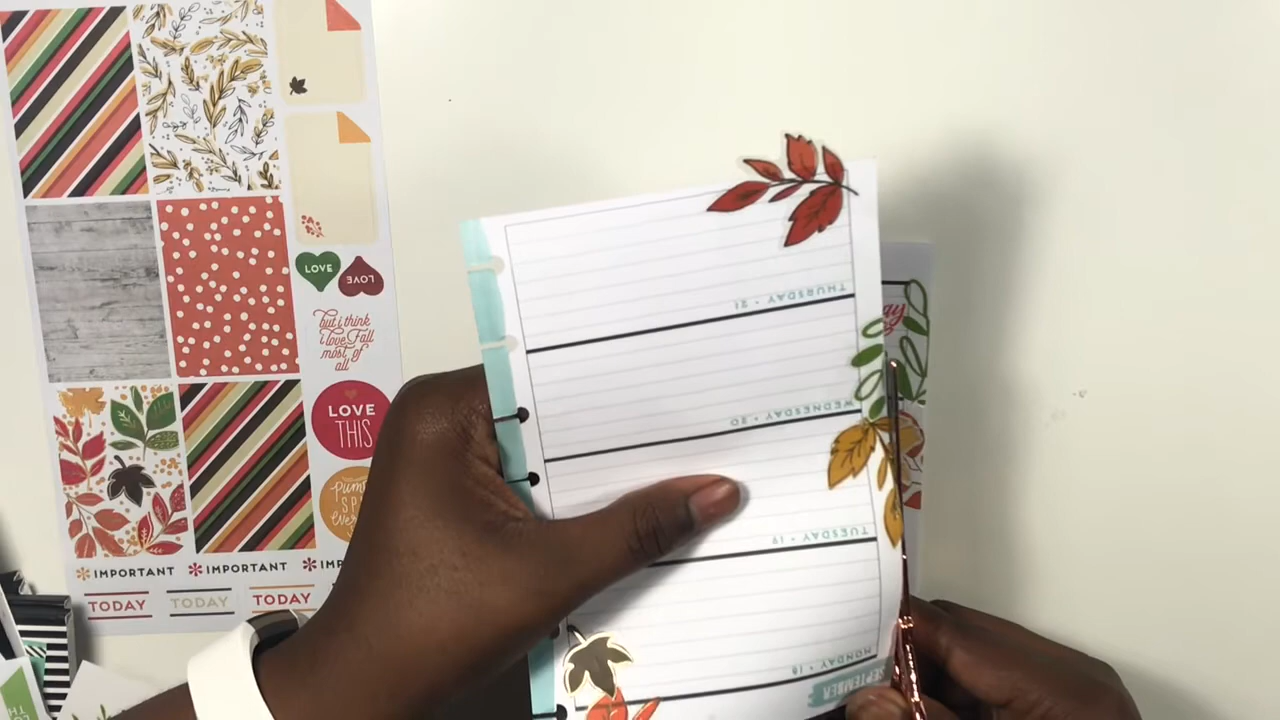 LOVE
LOVE
but i think
i love Fall
most of
all
LOVE
THIS
IMPORTANT
IMPORTANT
TODAY
TODAY
TODAY
THURSDAY • 21
WEDNESDAY • 20
TUESDAY • 19
MONDAY • 18
SEPTEMBER